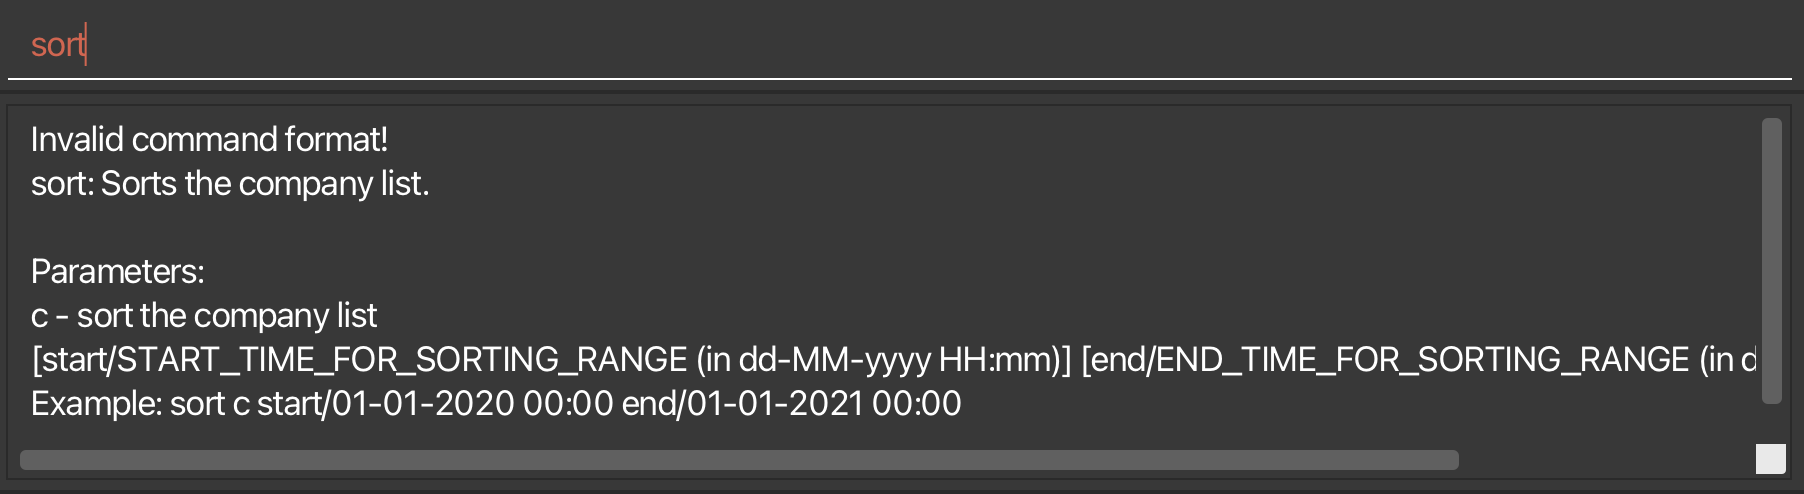 sort
Invalid command format!
sort: Sorts the company list.
Parameters:
c - sort the company list
[start/START_TIME_FOR_SORTING_RANGE (in dd-MM-yyyy HH:mm)] [end/END_TIME_FOR_SORTING_RANGE (in d
Example: sort c start/01-01-2020 00:00 end/01-01-2021 00:00